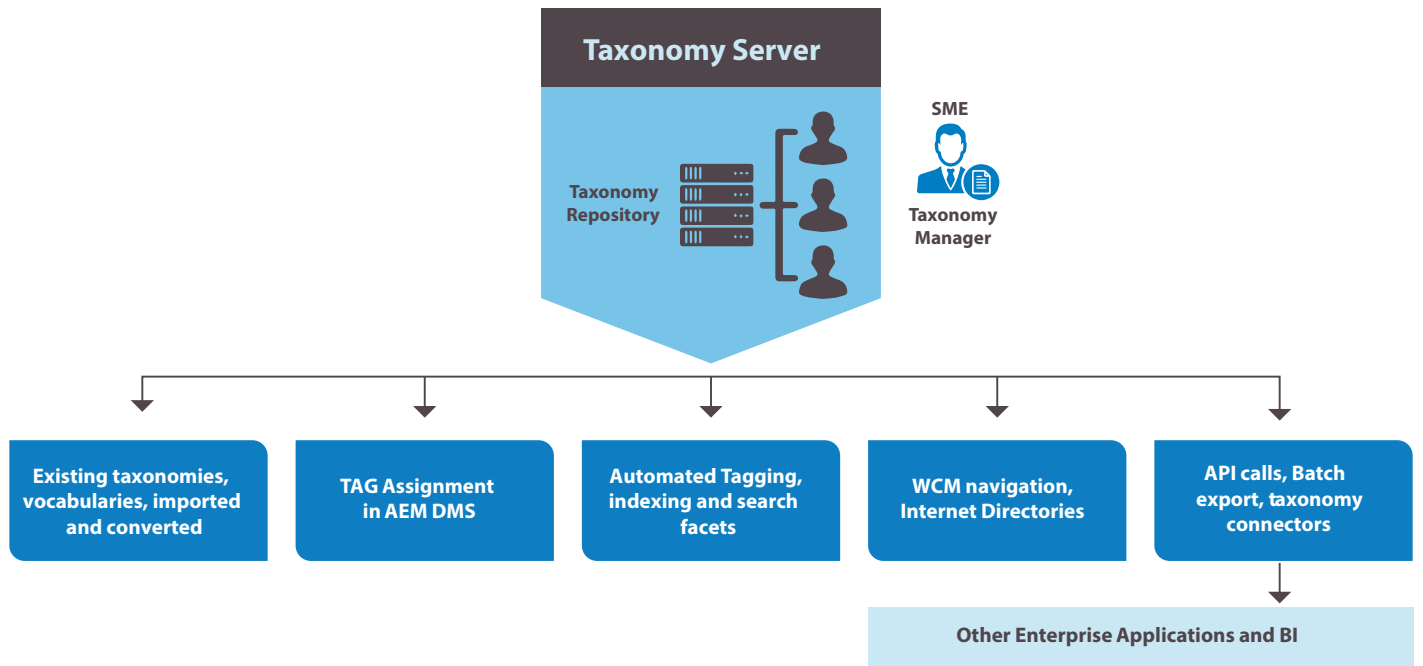 Taxonomy Server
SME
Taxonomy
Repository
Taxonomy
Manager
Existing taxonomies,
vocabularies, imported
and converted
TAG Assignment
in AEM DMS
Automated Tagging,
indexing and search
facets
WCM navigation,
Internet Directories
API calls, Batch
export, taxonomy
connectors
Other Enterprise Applications and BI